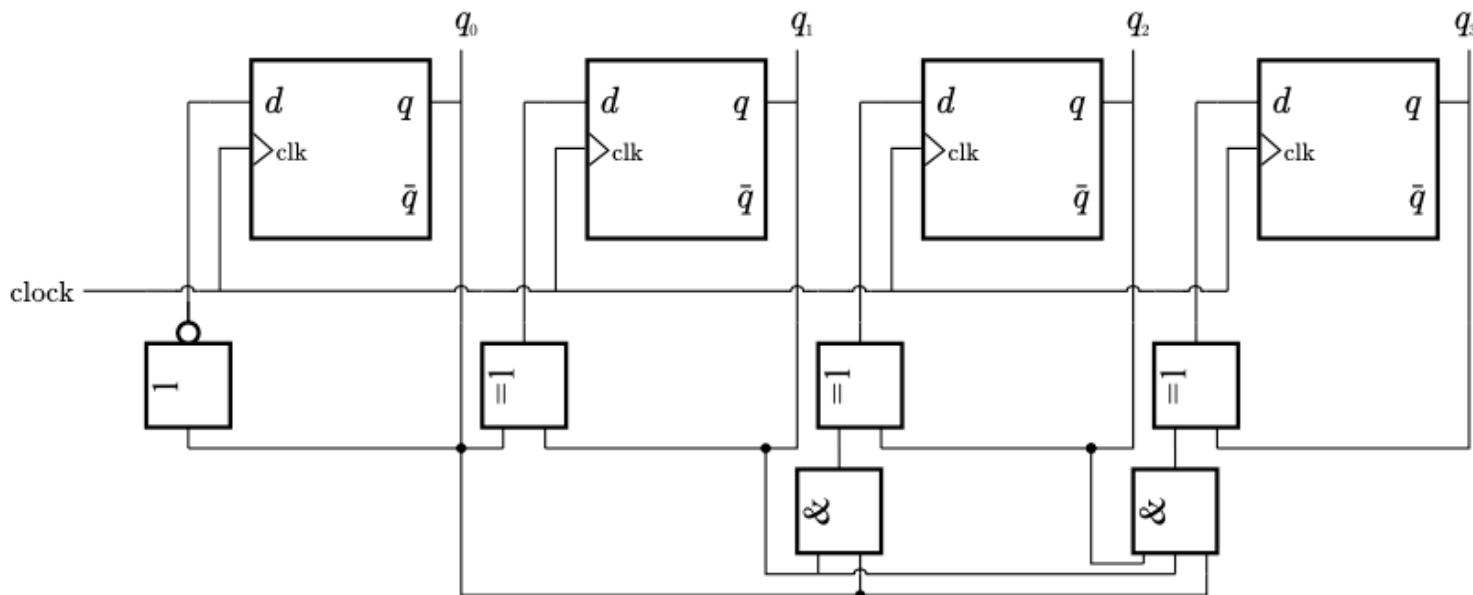 q₀ q₁ q₂ q₃
d q d q d q d q
clk clk clk clk
q̄ q̄ q̄ q̄
clock
1 =1 =1 =1
& &